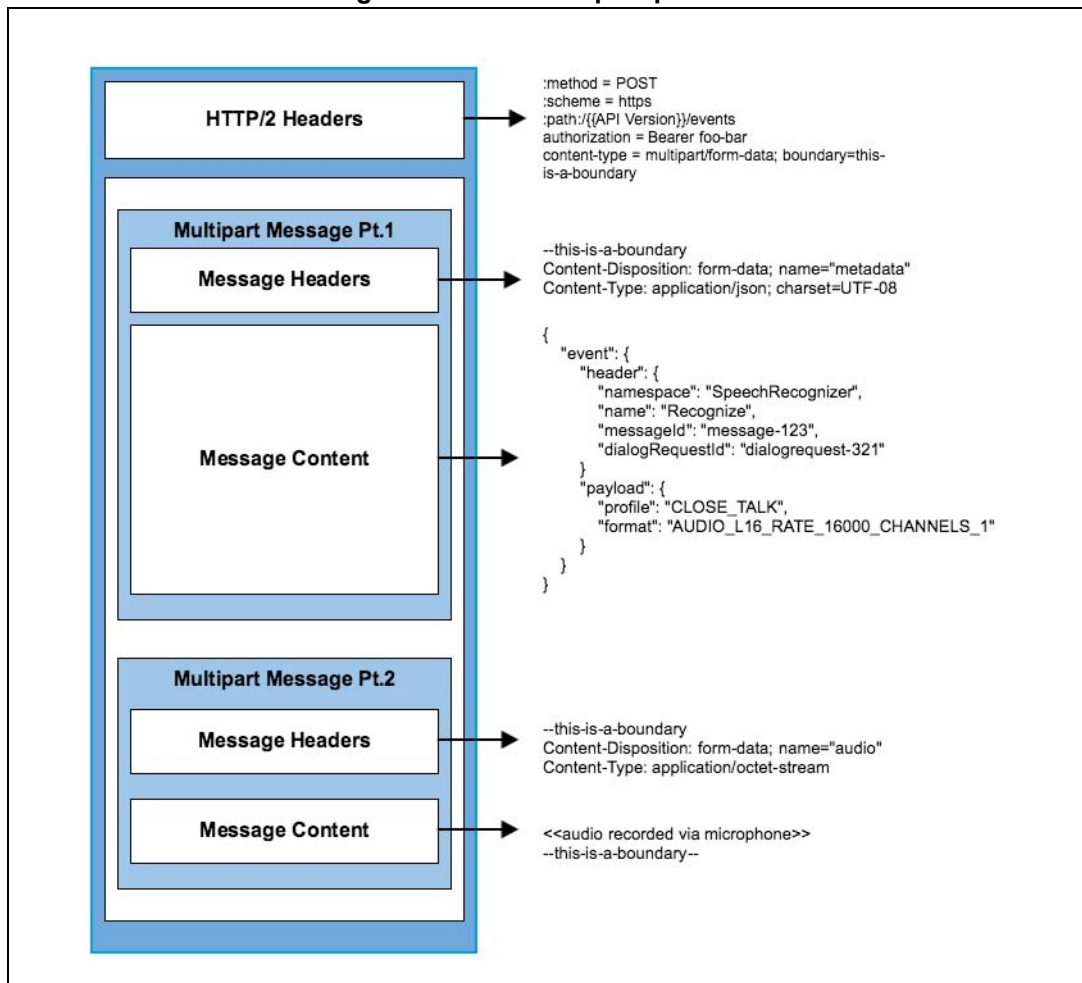 HTTP/2 Headers
:method = POST
:scheme = https
:path:/{{API Version}}/events
authorization = Bearer foo-bar
content-type = multipart/form-data; boundary=this-
is-a-boundary
Multipart Message Pt.1
Message Headers
--this-is-a-boundary
Content-Disposition: form-data; name="metadata"
Content-Type: application/json; charset=UTF-08
Message Content
{
"event": {
"header": {
"namespace": "SpeechRecognizer",
"name": "Recognize",
"messageId": "message-123",
"dialogRequestId": "dialogrequest-321"
}
"payload": {
"profile": "CLOSE_TALK",
"format": "AUDIO_L16_RATE_16000_CHANNELS_1"
}
}
}
Multipart Message Pt.2
Message Headers
--this-is-a-boundary
Content-Disposition: form-data; name="audio"
Content-Type: application/octet-stream
Message Content
<<audio recorded via microphone>>
--this-is-a-boundary--